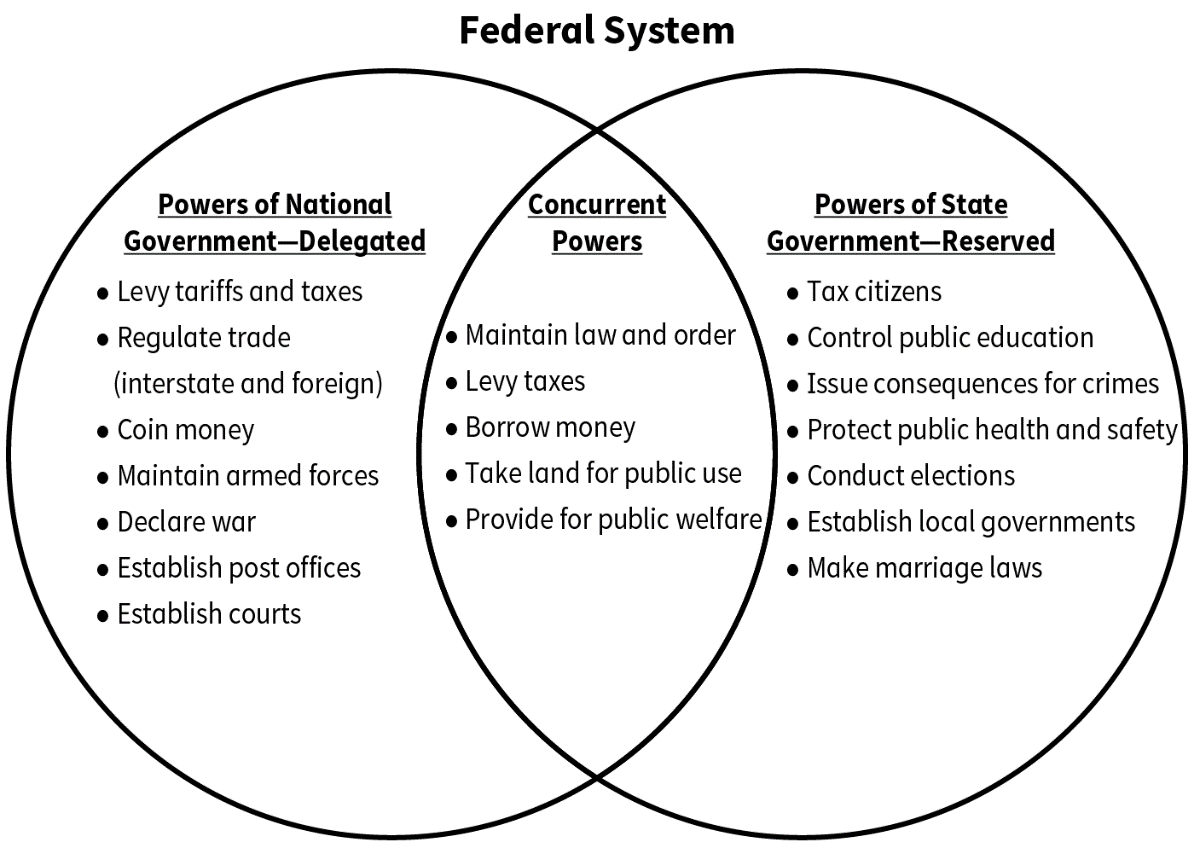 Federal System
Powers of National
Government—Delegated
• Levy tariffs and taxes
• Regulate trade
(interstate and foreign)
• Coin money
• Maintain armed forces
• Declare war
• Establish post offices
• Establish courts
Concurrent
Powers
• Maintain law and order
• Levy taxes
• Borrow money
• Take land for public use
• Provide for public welfare
Powers of State
Government—Reserved
• Tax citizens
• Control public education
• Issue consequences for crimes
• Protect public health and safety
• Conduct elections
• Establish local governments
• Make marriage laws